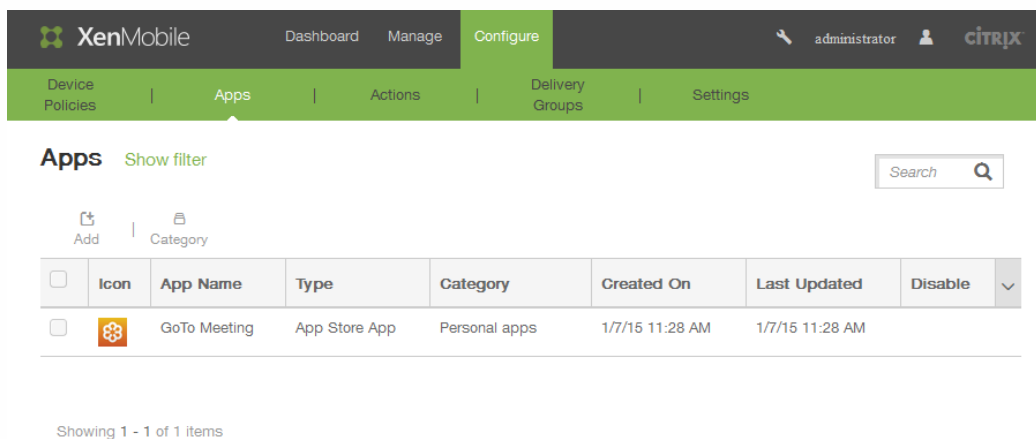 XenMobile Dashboard Manage Configure administrator CİTRIX
Device Policies | Apps | Actions | Delivery Groups | Settings
Apps Show filter
Search
Add | Category
Icon App Name Type Category Created On Last Updated Disable
GoTo Meeting App Store App Personal apps 1/7/15 11:28 AM 1/7/15 11:28 AM
Showing 1 - 1 of 1 items